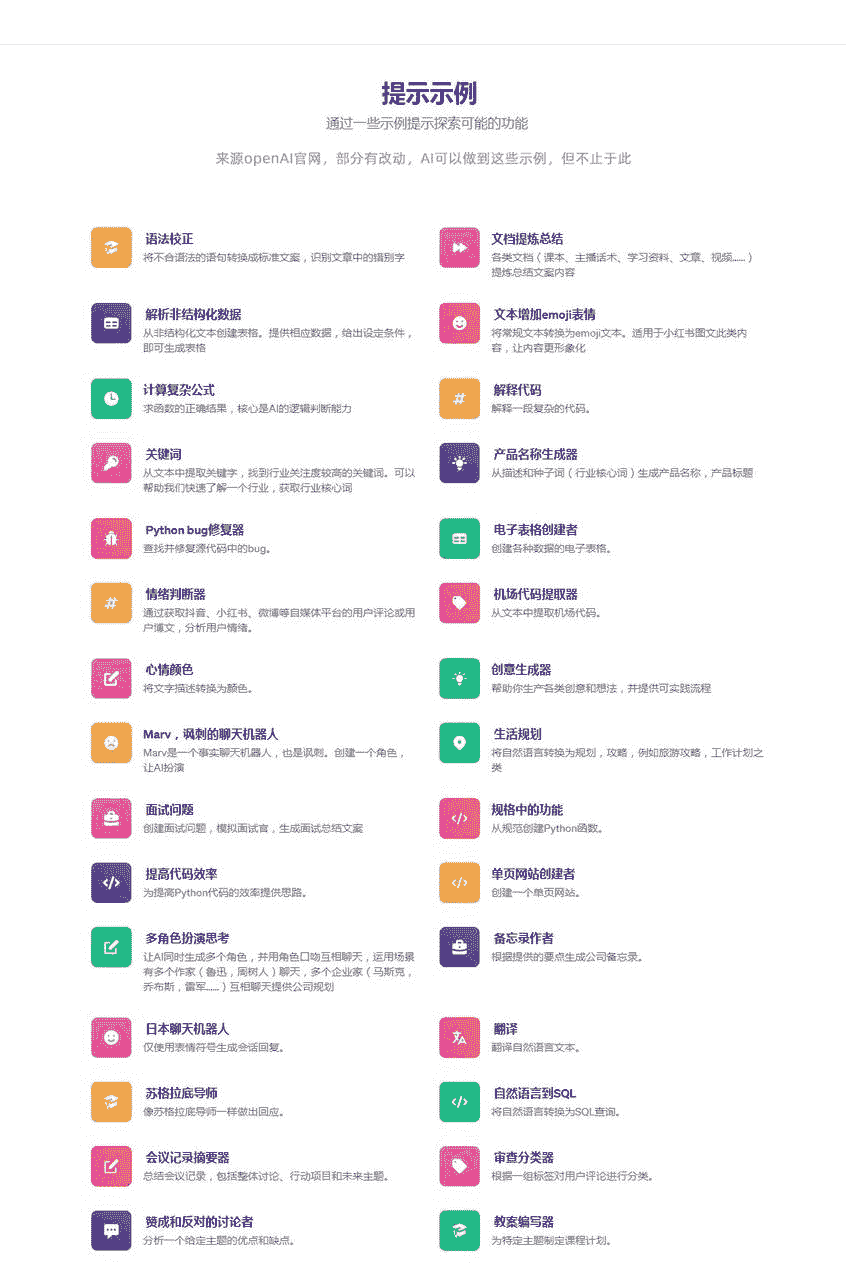 提示示例
通过一些示例提示探索可能的功能
来源openAI官网，部分有改动，AI可以做到这些示例，但不止于此
语法校正
将不合语法的语句转换成标准文案，识别文章中的错别字
文档提炼总结
各类文档（课本、主播话术、学习资料、文章、视频……）
提炼总结文案内容
解析非结构化数据
从非结构化文本创建表格。提供相应数据，给出设定条件，
即可生成表格
文本增加emoji表情
将常规文本转换为emoji文本。适用于小红书图文此类内
容，让内容更形象化
计算复杂公式
求函数的正确结果，核心是AI的逻辑判断能力
解释代码
解释一段复杂的代码。
关键词
从文本中提取关键字，找到行业关注度较高的关键词。可以
帮助我们快速了解一个行业，获取行业核心词
产品名称生成器
从描述和种子词（行业核心词）生成产品名称，产品标题
Python bug修复器
查找并修复源代码中的bug。
电子表格创建者
创建各种数据的电子表格。
情绪判断器
通过获取抖音、小红书、微博等自媒体平台的用户评论或用
户博文，分析用户情绪。
机场代码提取器
从文本中提取机场代码。
心情颜色
将文字描述转换为颜色。
创意生成器
帮助你生产各类创意和想法，并提供可实践流程
Marv，讽刺的聊天机器人
Marv是一个事实聊天机器人，也是讽刺。创建一个角色，
让AI扮演
生活规划
将自然语言转换为规划，攻略，例如旅游攻略，工作计划之
类
面试问题
创建面试问题，模拟面试官，生成面试总结文案
规格中的功能
从规范创建Python函数。
提高代码效率
为提高Python代码的效率提供思路。
单页网站创建者
创建一个单页网站。
多角色扮演思考
让AI同时生成多个角色，并用角色口吻互相聊天，运用场景
有多个作家（鲁迅，周树人）聊天，多个企业家（马斯克，
乔布斯，雷军……）互相聊天提供公司规划
备忘录作者
根据提供的要点生成公司备忘录。
日本聊天机器人
仅使用表情符号生成会话回复。
翻译
翻译自然语言文本。
苏格拉底导师
像苏格拉底导师一样做出回应。
自然语言到SQL
将自然语言转换为SQL查询。
会议记录摘要器
总结会议记录，包括整体讨论、行动项目和未来主题。
审查分类器
根据一组标签对用户评论进行分类。
赞成和反对的讨论者
分析一个给定主题的优点和缺点。
教案编写器
为特定主题制定课程计划。